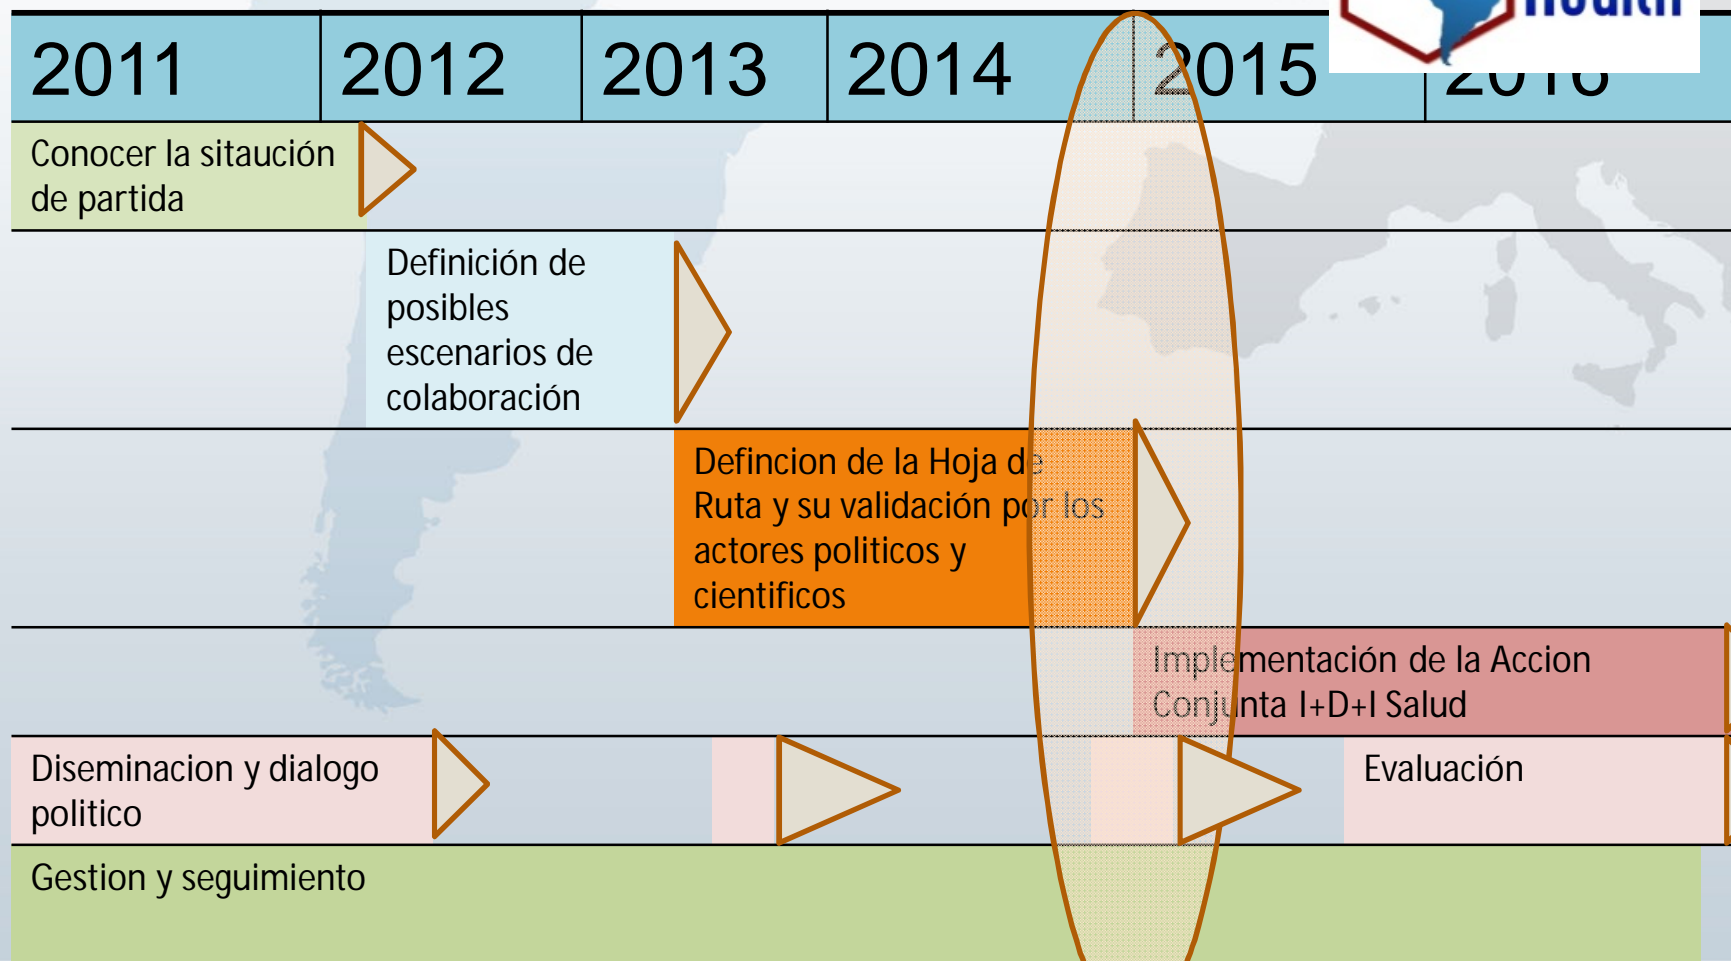 2011 2012 2013 2014 2015 2016
Conocer la sitaución
de partida
Definición de
posibles
escenarios de
colaboración
Defincion de la Hoja de
Ruta y su validación por los
actores politicos y
cientificos
Implementación de la Accion
Conjunta I+D+I Salud
Diseminacion y dialogo
politico
Evaluación
Gestion y seguimiento